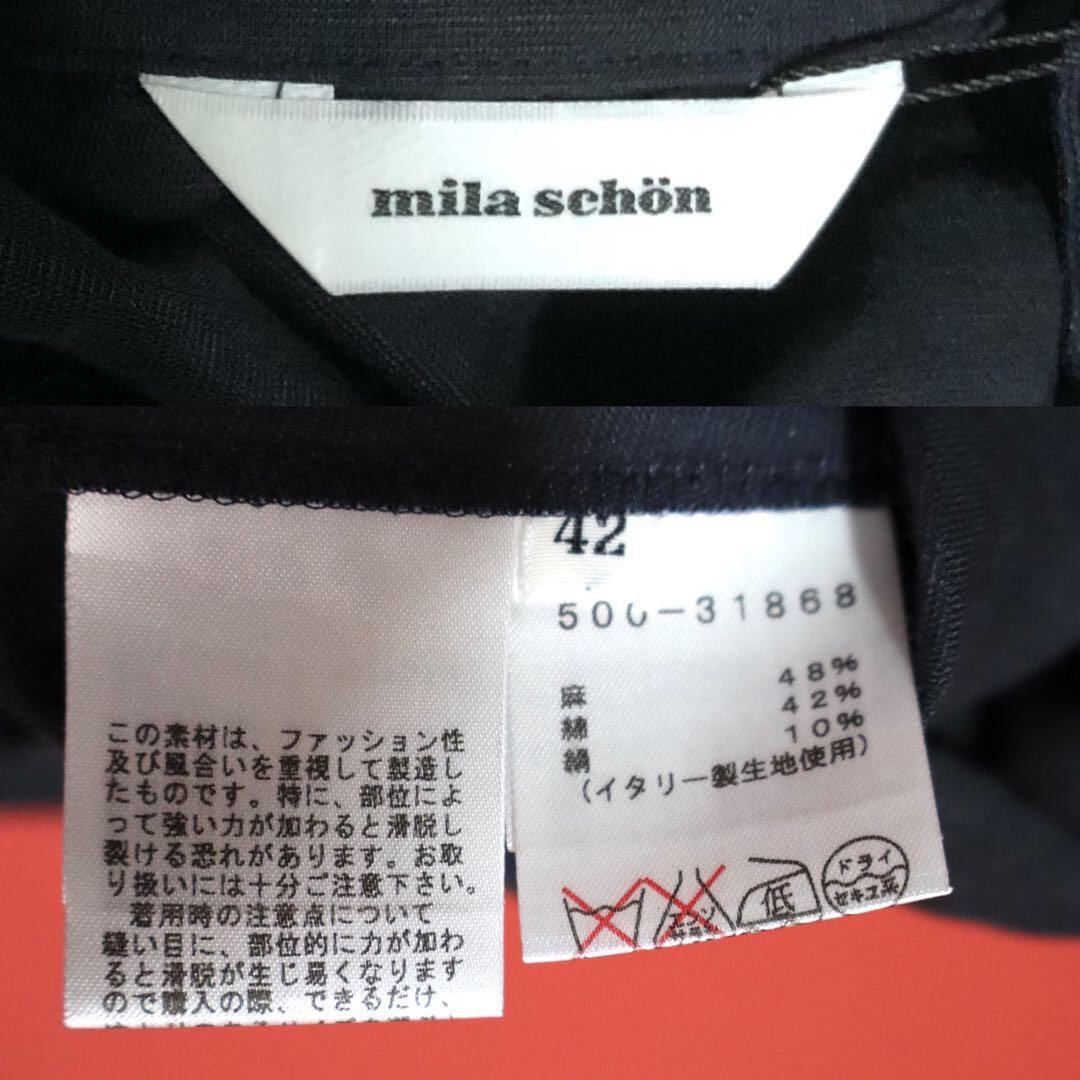 mila schön
42
500-31868
麻 48%
綿 42%
絹 10%
(イタリー製生地使用)
低
ドライ
セキユ系
この素材は、ファッション性
及び風合いを重視して製造し
たものです。特に、部位によ
って強い力が加わると滑脱し
裂ける恐れがあります。お取
り扱いには十分ご注意下さい。
着用時の注意点について
縫い目に、部位的に力が加わ
ると滑脱が生じ易くなります
ので購入の際、できるだけ、